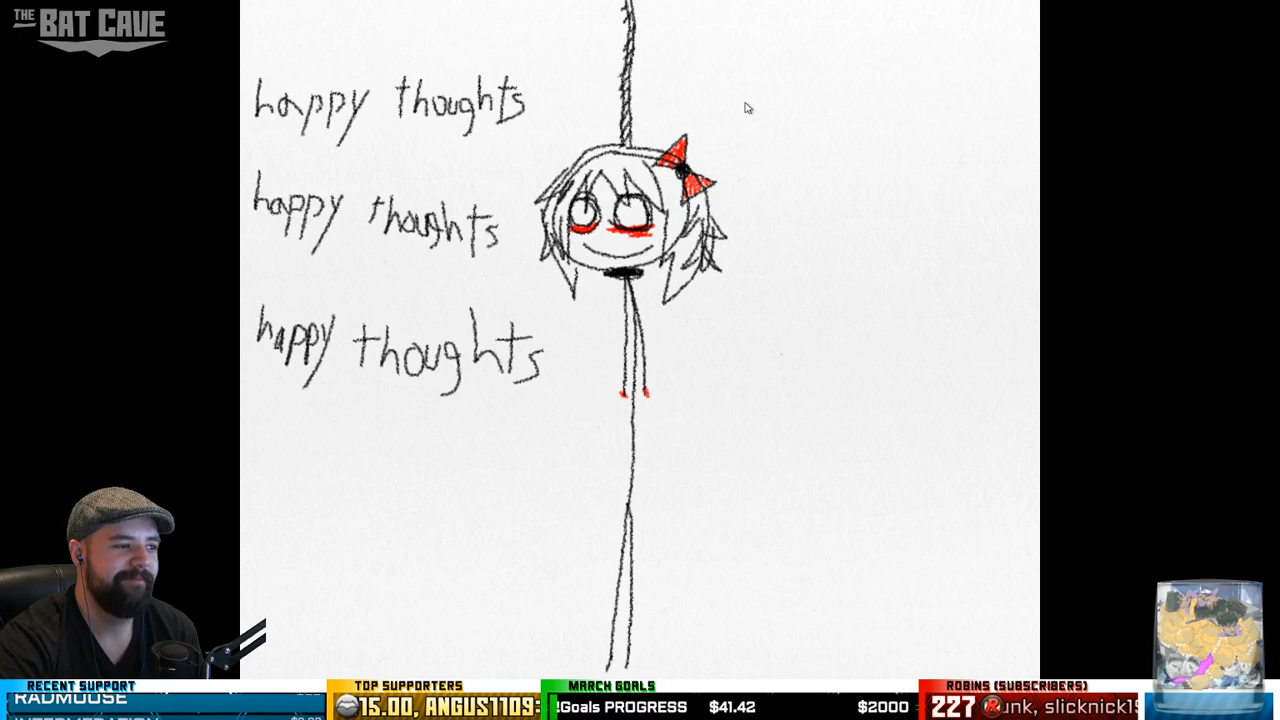 THE
BAT CAVE
happy thoughts
happy thoughts
happy thoughts
RECENT SUPPORT
RADMOUSE
TOP SUPPORTERS
15.00, ANGUS1109:
MARCH GOALS
!Goals PROGRESS $41.42 $2000
ROBINS (SUBSCRIBERS)
227 unk, slicknick19